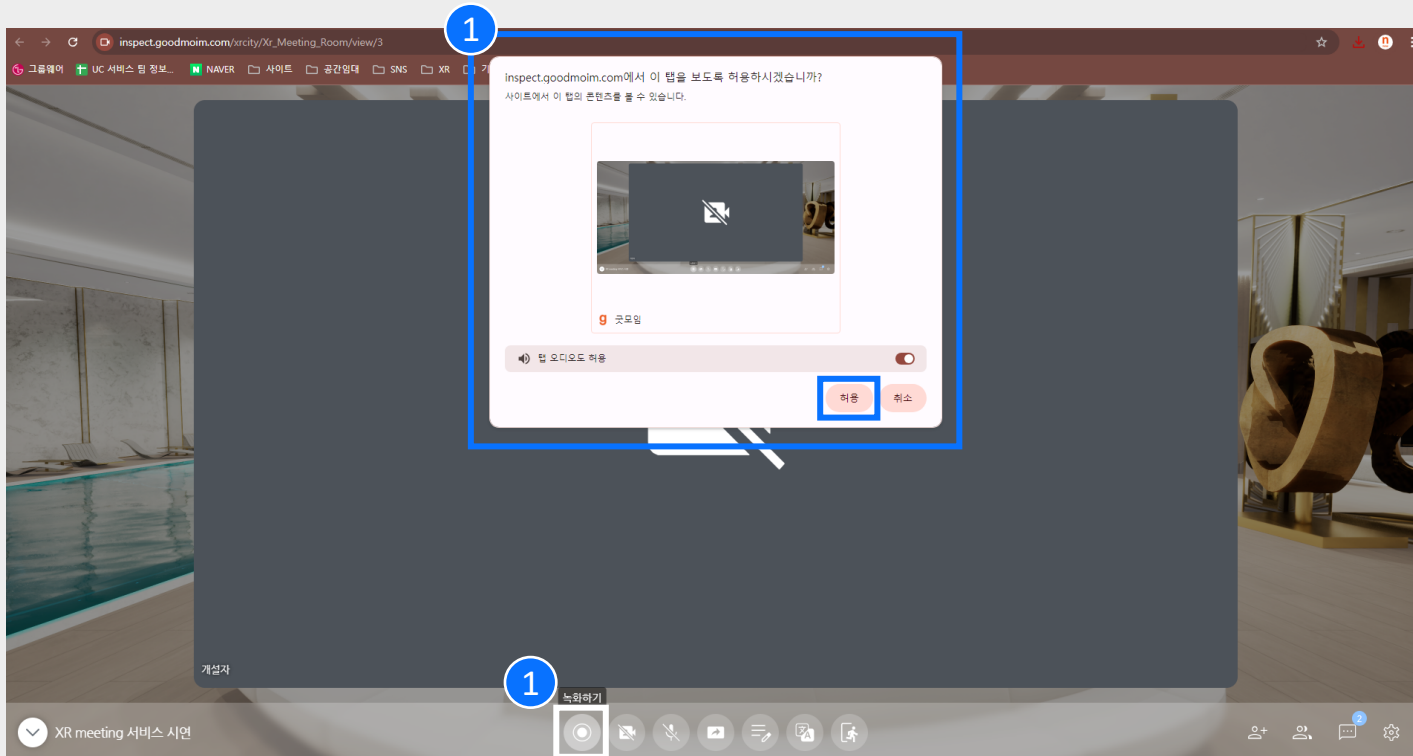 1
inspect.goodmoim.com/xrcity/Xr_Meeting_Room/view/3
그룹웨어 UC 서비스 팀 정보... NAVER 사이트 공간임대 SNS XR 기
inspect.goodmoim.com에서 이 탭을 보도록 허용하시겠습니까?
사이트에서 이 탭의 콘텐츠를 볼 수 있습니다.
g 굿모임
탭 오디오도 허용
허용 취소
개설자
1
녹화하기
XR meeting 서비스 시연
2